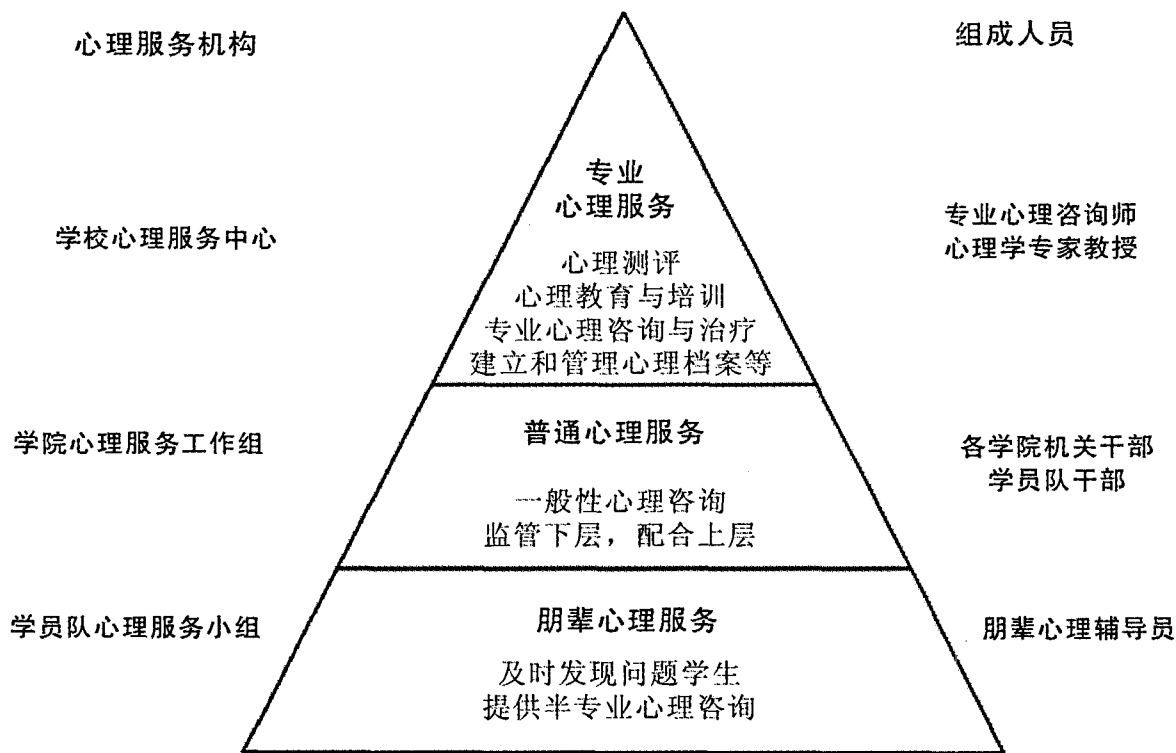 心理服务机构
组成人员
专业
心理服务
学校心理服务中心
专业心理咨询师
心理学专家教授
心理测评
心理教育与培训
专业心理咨询与治疗
建立和管理心理档案等
学院心理服务工作组
普通心理服务
各学院机关干部
学员队干部
一般性心理咨询
监管下层，配合上层
学员队心理服务小组
朋辈心理服务
朋辈心理辅导员
及时发现问题学生
提供半专业心理咨询